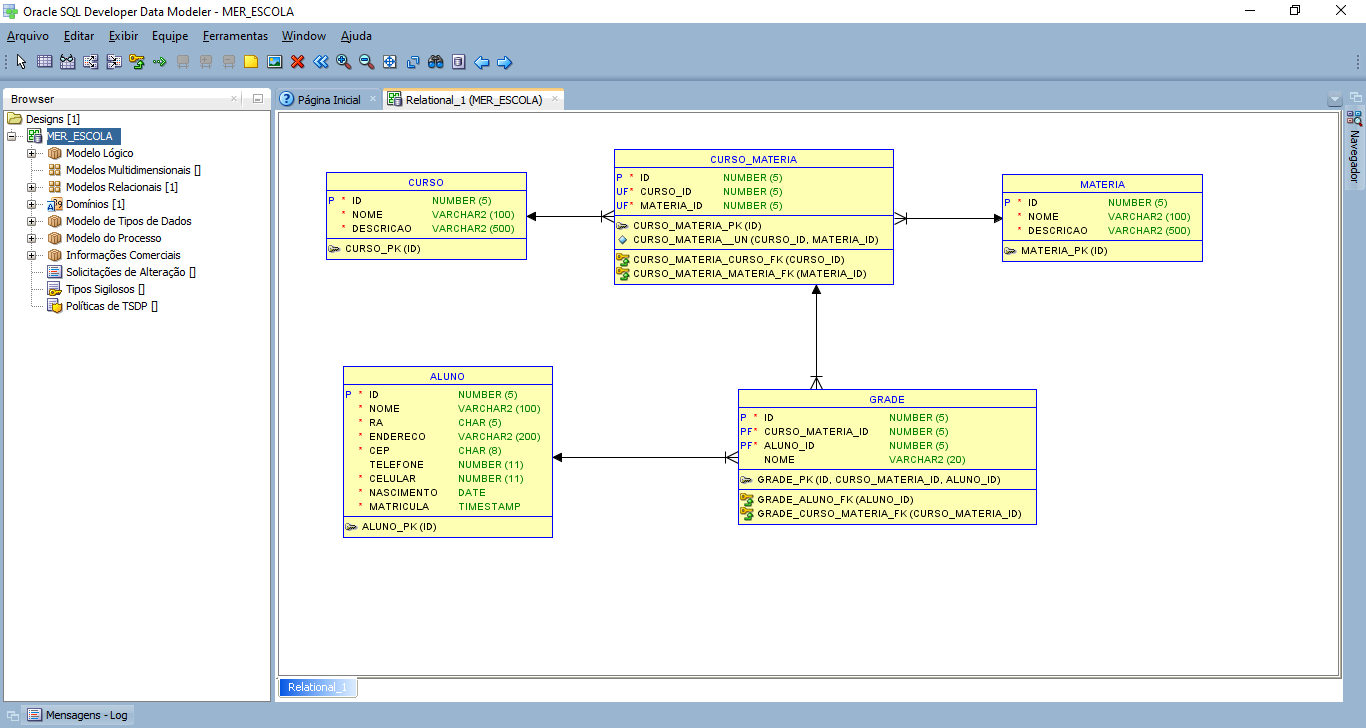 Oracle SQL Developer Data Modeler - MER_ESCOLA
Arquivo Editar Exibir Equipe Ferramentas Window Ajuda
Browser
Designs [1]
MER_ESCOLA
Modelo Lógico
Modelos Multidimensionais []
Modelos Relacionais [1]
Domínios [1]
Modelo de Tipos de Dados
Modelo do Processo
Informações Comerciais
Solicitações de Alteração []
Tipos Sigilosos []
Políticas de TSDP []
Página Inicial
Relational_1 (MER_ESCOLA)
Navegador
CURSO
P * ID NUMBER (5)
* NOME VARCHAR2 (100)
* DESCRICAO VARCHAR2 (500)
CURSO_PK (ID)
CURSO_MATERIA
P * ID NUMBER (5)
UF* CURSO_ID NUMBER (5)
UF* MATERIA_ID NUMBER (5)
CURSO_MATERIA_PK (ID)
CURSO_MATERIA__UN (CURSO_ID, MATERIA_ID)
CURSO_MATERIA_CURSO_FK (CURSO_ID)
CURSO_MATERIA_MATERIA_FK (MATERIA_ID)
MATERIA
P * ID NUMBER (5)
* NOME VARCHAR2 (100)
* DESCRICAO VARCHAR2 (500)
MATERIA_PK (ID)
ALUNO
P * ID NUMBER (5)
* NOME VARCHAR2 (100)
* RA CHAR (5)
* ENDERECO VARCHAR2 (200)
* CEP CHAR (8)
TELEFONE NUMBER (11)
* CELULAR NUMBER (11)
* NASCIMENTO DATE
* MATRICULA TIMESTAMP
ALUNO_PK (ID)
GRADE
P * ID NUMBER (5)
PF* CURSO_MATERIA_ID NUMBER (5)
PF* ALUNO_ID NUMBER (5)
NOME VARCHAR2 (20)
GRADE_PK (ID, CURSO_MATERIA_ID, ALUNO_ID)
GRADE_ALUNO_FK (ALUNO_ID)
GRADE_CURSO_MATERIA_FK (CURSO_MATERIA_ID)
Relational_1
Mensagens - Log